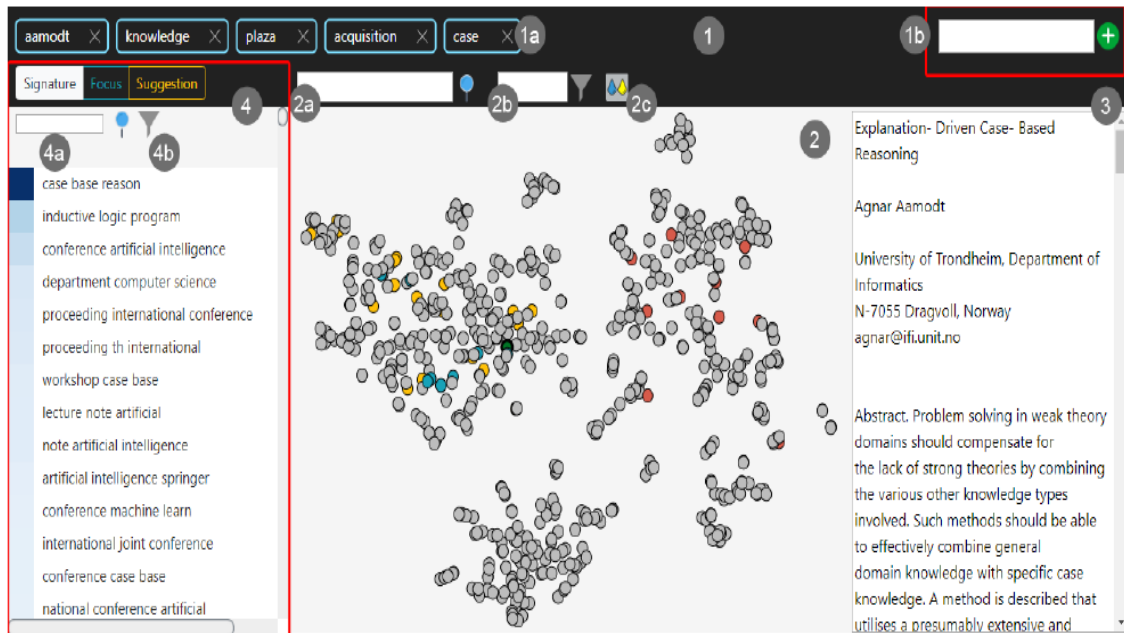 aamodt knowledge plaza acquisition case 1a 1 1b
Signature Focus Suggestion 4 2a 2b 2c 3
4a 4b 2
case base reason
inductive logic program
conference artificial intelligence
department computer science
proceeding international conference
proceeding th international
workshop case base
lecture note artificial
note artificial intelligence
artificial intelligence springer
conference machine learn
international joint conference
conference case base
national conference artificial
Explanation- Driven Case- Based
Reasoning
Agnar Aamodt
University of Trondheim, Department of
Informatics
N-7055 Dragvoll, Norway
agnar@ifi.unit.no
Abstract. Problem solving in weak theory
domains should compensate for
the lack of strong theories by combining
the various other knowledge types
involved. Such methods should be able
to effectively combine general
domain knowledge with specific case
knowledge. A method is described that
utilises a presumably extensive and